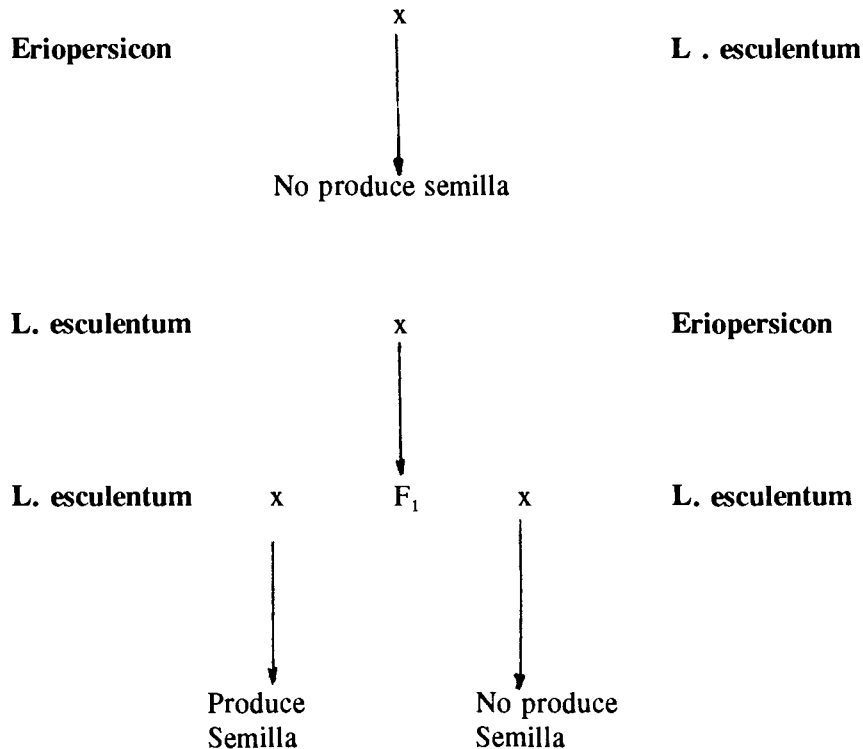 x
Eriopersicon L . esculentum
No produce semilla
L. esculentum x Eriopersicon
L. esculentum x F₁ x L. esculentum
Produce No produce
Semilla Semilla